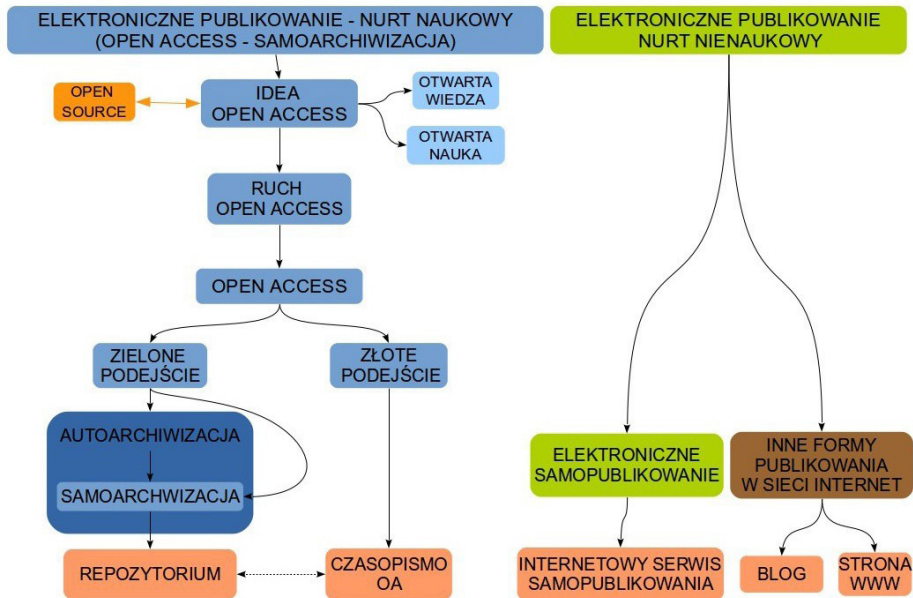 ELEKTRONICZNE PUBLIKOWANIE - NURT NAUKOWY
(OPEN ACCESS - SAMOARCHIWIZACJA)
ELEKTRONICZNE PUBLIKOWANIE
NURT NIENAUKOWY
OPEN
SOURCE
IDEA
OPEN ACCESS
OTWARTA
WIEDZA
OTWARTA
NAUKA
RUCH
OPEN ACCESS
OPEN ACCESS
ZIELONE
PODEJŚCIE
ZŁOTE
PODEJŚCIE
AUTOARCHIWIZACJA
SAMOARCHWIZACJA
ELEKTRONICZNE
SAMOPUBLIKOWANIE
INNE FORMY
PUBLIKOWANIA
W SIECI INTERNET
REPOZYTORIUM
CZASOPISMO
OA
INTERNETOWY SERWIS
SAMOPUBLIKOWANIA
BLOG
STRONA
WWW